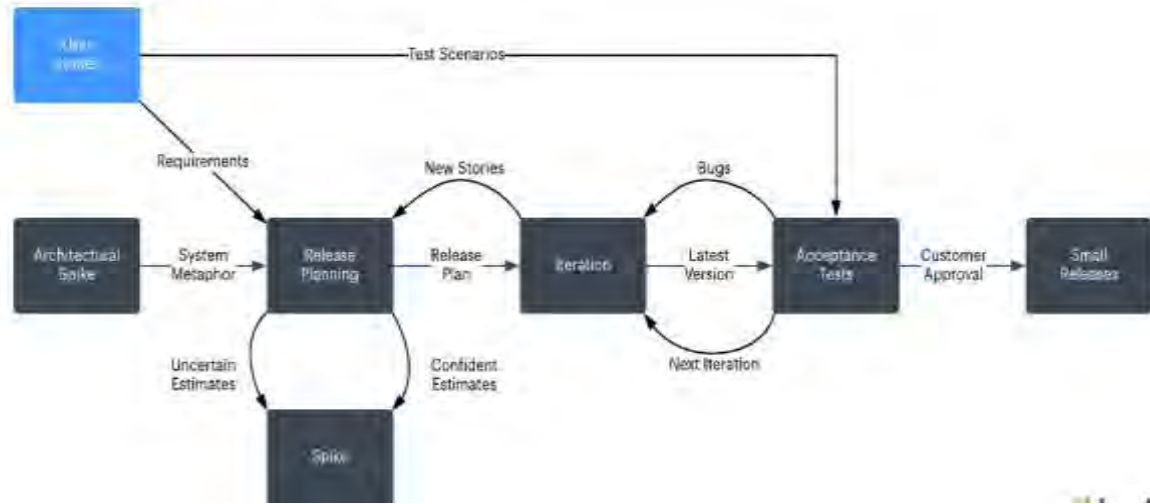 User
Stories
Test Scenarios
Requirements
New Stories
Bugs
Architectural
Spike
System
Metaphor
Release
Planning
Release
Plan
Iteration
Latest
Version
Acceptance
Tests
Customer
Approval
Small
Releases
Uncertain
Estimates
Confident
Estimates
Next Iteration
Spike